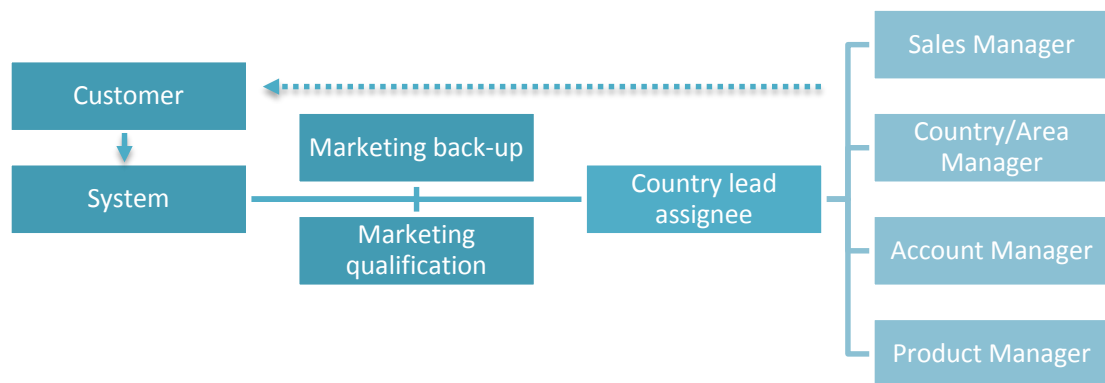 Customer
System
Marketing back-up
Marketing
qualification
Country lead
assignee
Sales Manager
Country/Area
Manager
Account Manager
Product Manager